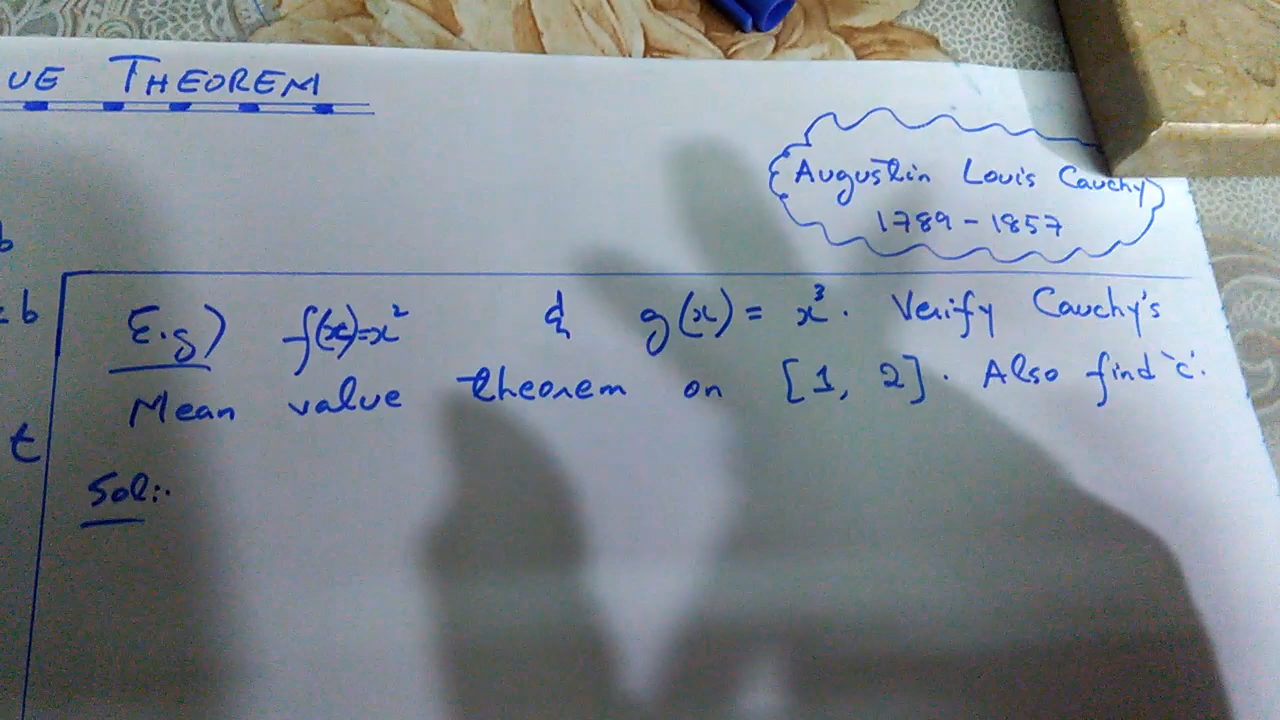 UE THEOREM
Augustin Louis Cauchy
1789 - 1857
b
= b
E.g) f(x)=x² & g(x) = x³. Verify Cauchy's
Mean value theorem on [1, 2]. Also find 'c'.
t
Sol:.